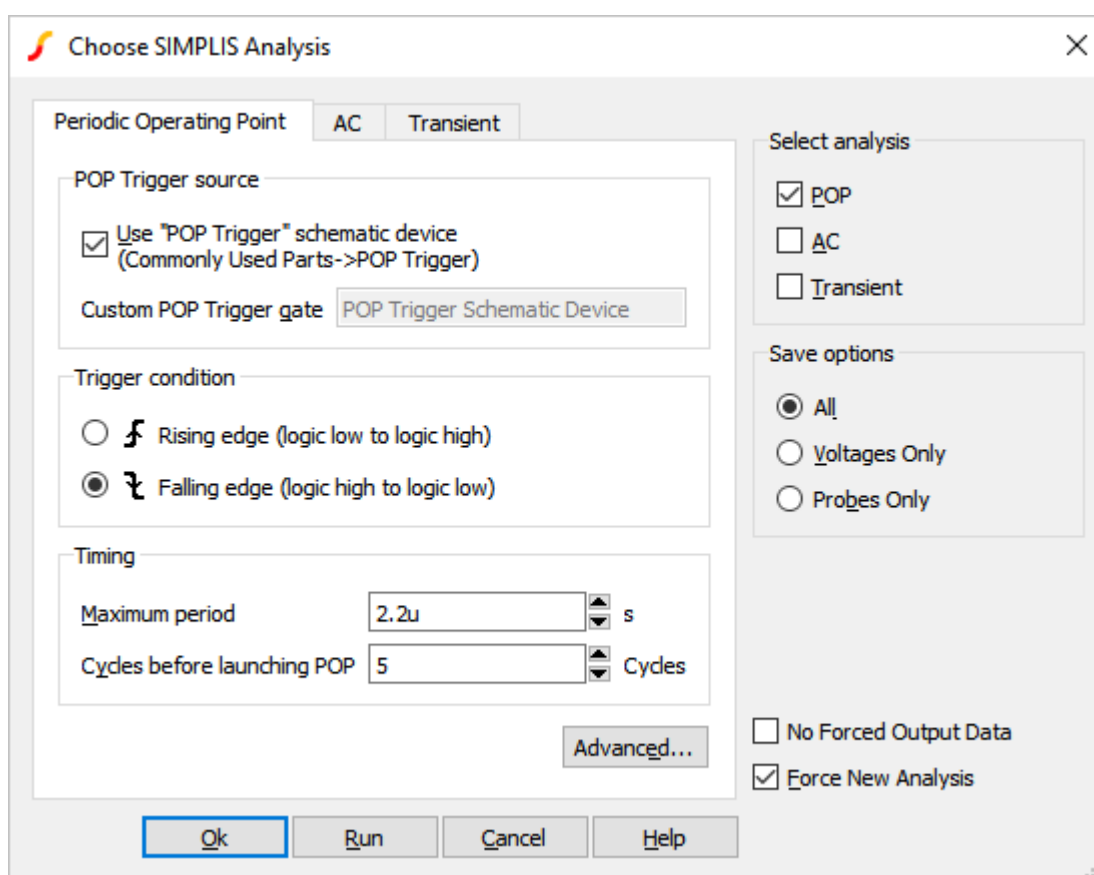 Choose SIMPLIS Analysis
Periodic Operating Point
AC
Transient
POP Trigger source
Use "POP Trigger" schematic device
(Commonly Used Parts->POP Trigger)
Custom POP Trigger gate
POP Trigger Schematic Device
Trigger condition
Rising edge (logic low to logic high)
Falling edge (logic high to logic low)
Timing
Maximum period
2.2u
s
Cycles before launching POP
5
Cycles
Advanced...
Select analysis
POP
AC
Transient
Save options
All
Voltages Only
Probes Only
No Forced Output Data
Force New Analysis
Ok
Run
Cancel
Help